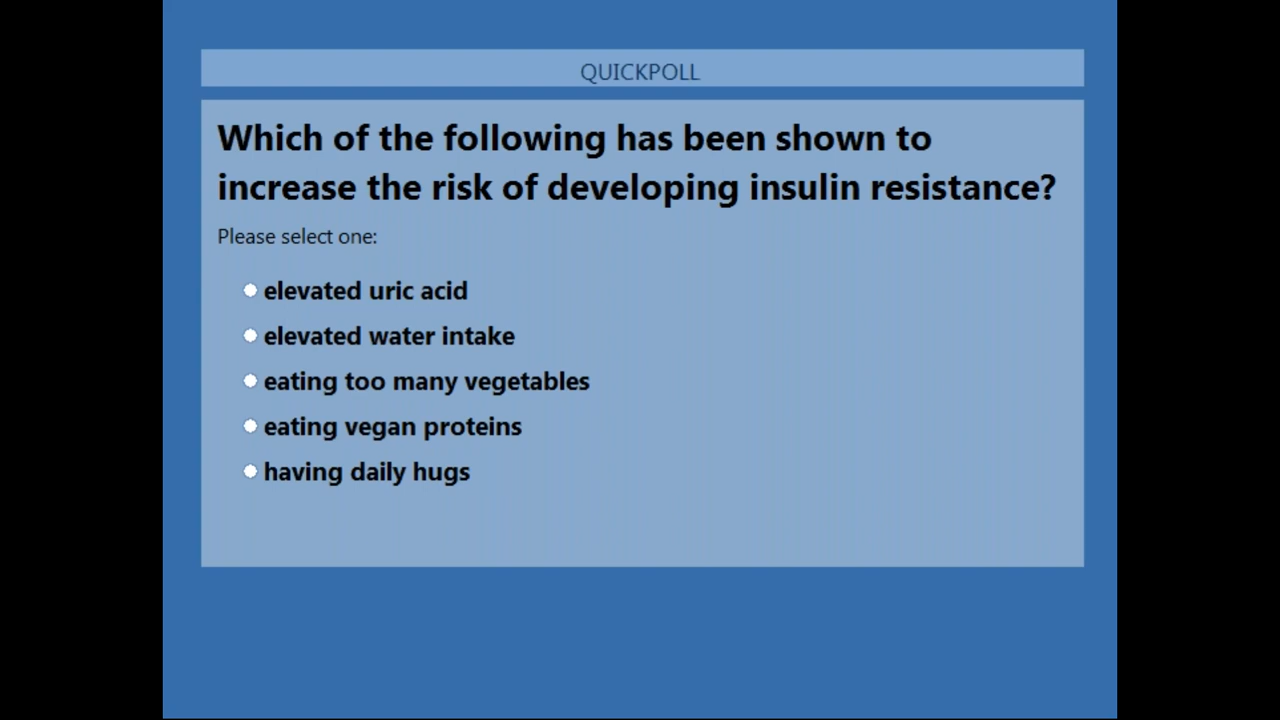 QUICKPOLL
Which of the following has been shown to
increase the risk of developing insulin resistance?
Please select one:
elevated uric acid
elevated water intake
eating too many vegetables
eating vegan proteins
having daily hugs